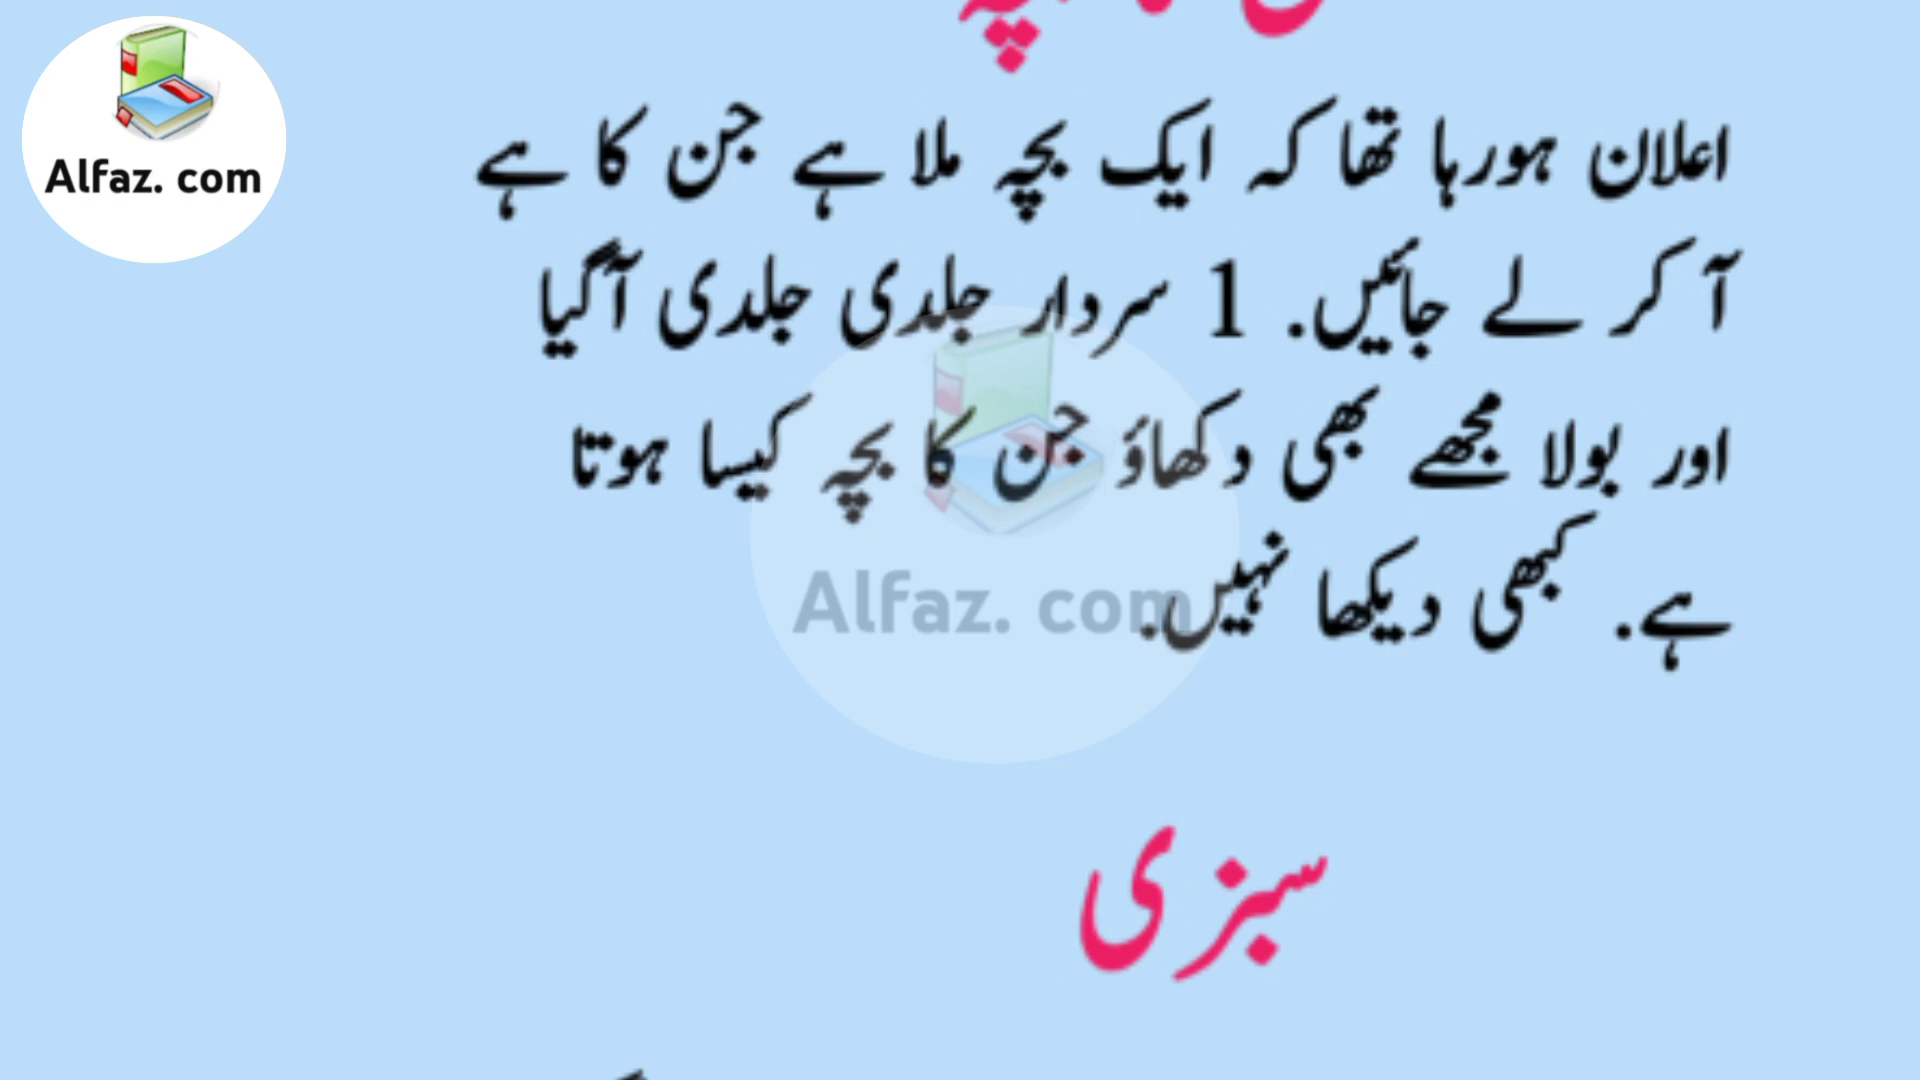 Alfaz. com
اعلان ہورہا تھا کہ ایک بچہ ملا ہے جن کا ہے
آ کر لے جائیں. 1 سردار جلدی جلدی آگیا
اور بولا مجھے بھی دکھاؤ جن کا بچہ کیسا ہوتا
ہے. کبھی دیکھا نہیں.
Alfaz. com
سبزی